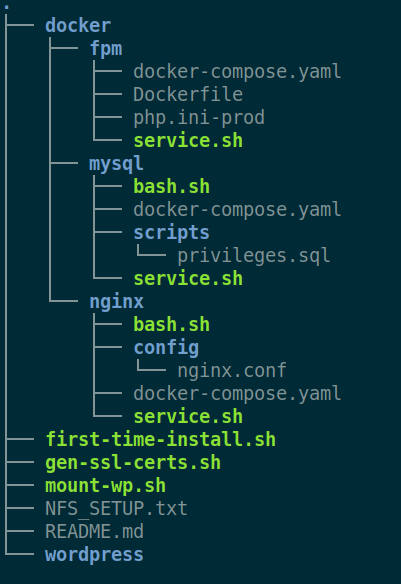 .
├── docker
│   ├── fpm
│   │   ├── docker-compose.yaml
│   │   ├── Dockerfile
│   │   ├── php.ini-prod
│   │   └── service.sh
│   ├── mysql
│   │   ├── bash.sh
│   │   ├── docker-compose.yaml
│   │   ├── scripts
│   │   │   └── privileges.sql
│   │   └── service.sh
│   └── nginx
│       ├── bash.sh
│       ├── config
│       │   └── nginx.conf
│       ├── docker-compose.yaml
│       └── service.sh
├── first-time-install.sh
├── gen-ssl-certs.sh
├── mount-wp.sh
├── NFS_SETUP.txt
├── README.md
└── wordpress